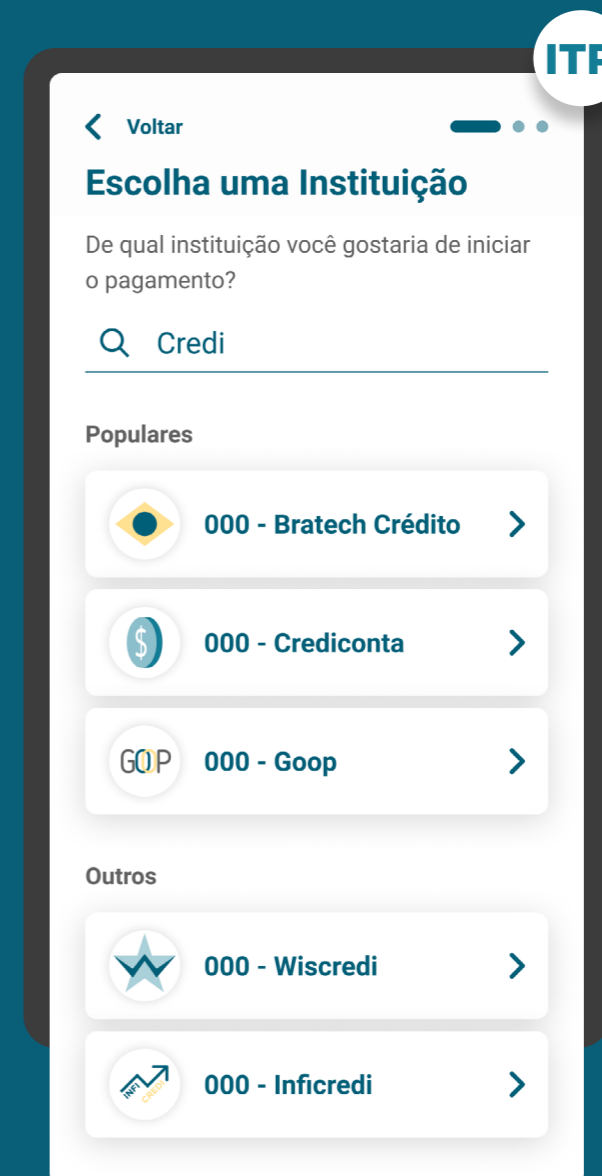 ITP
Voltar
Escolha uma Instituição
De qual instituição você gostaria de iniciar
o pagamento?
Credi
Populares
000 - Bratech Crédito
$
000 - Crediconta
GOOP
000 - Goop
Outros
000 - Wiscredi
INFI
CREDI
000 - Inficredi